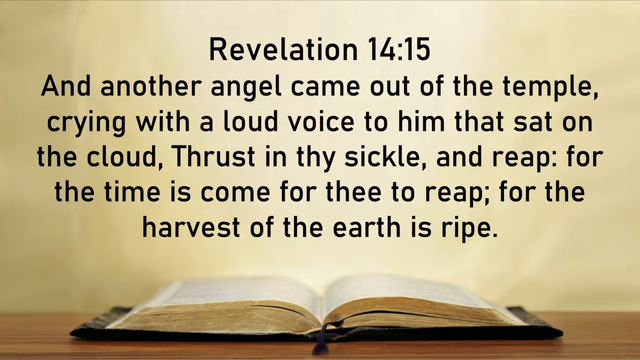 Revelation 14:15
And another angel came out of the temple,
crying with a loud voice to him that sat on
the cloud, Thrust in thy sickle, and reap: for
the time is come for thee to reap; for the
harvest of the earth is ripe.